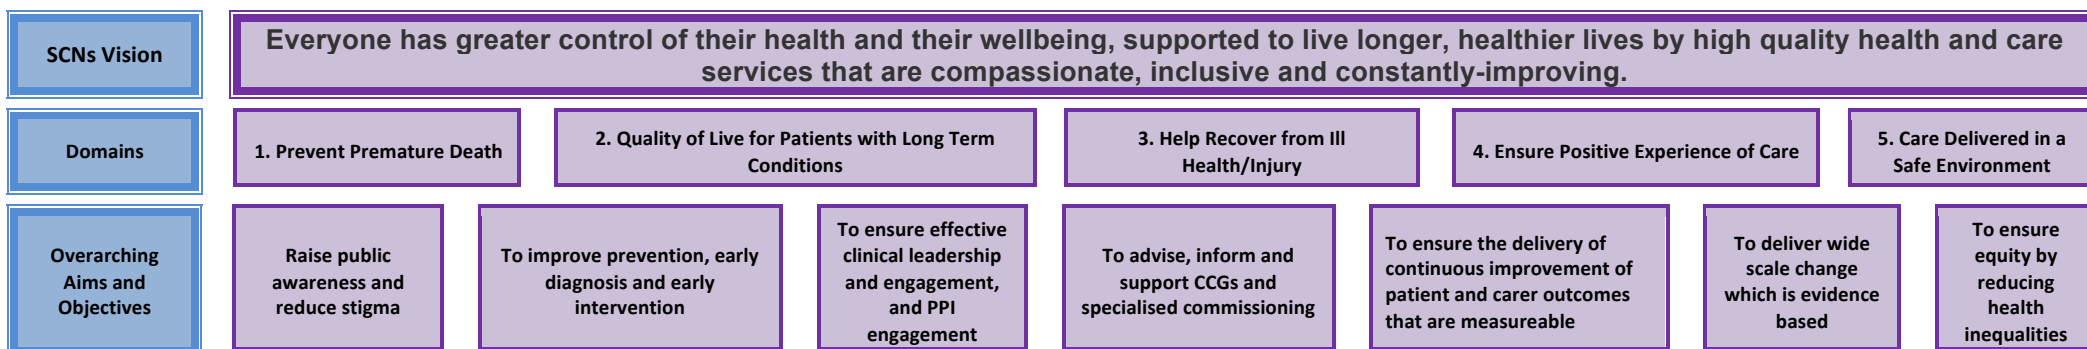 SCNs Vision
Everyone has greater control of their health and their wellbeing, supported to live longer, healthier lives by high quality health and care
services that are compassionate, inclusive and constantly-improving.
Domains
1. Prevent Premature Death
2. Quality of Live for Patients with Long Term
Conditions
3. Help Recover from Ill
Health/Injury
4. Ensure Positive Experience of Care
5. Care Delivered in a
Safe Environment
Overarching
Aims and
Objectives
Raise public
awareness and
reduce stigma
To improve prevention, early
diagnosis and early
intervention
To ensure effective
clinical leadership
and engagement,
and PPI
engagement
To advise, inform and
support CCGs and
specialised commissioning
To ensure the delivery of
continuous improvement of
patient and carer outcomes
that are measureable
To deliver wide
scale change
which is evidence
based
To ensure
equity by
reducing
health
inequalities